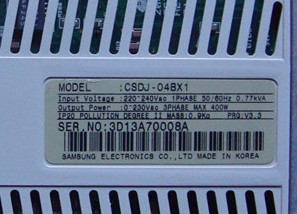 MODEL :CSDJ-04BX1
Input Voltage :220~240Vac 1PHASE 50/60Hz 0.77kVA
Output Power :0~230Vac 3PHASE MAX 400W
IP20 POLLUTION DEGREE II MASS:0.9Kg PRG:V3.3
SER.NO:3D13A70008A
SAMSUNG ELECTRONICS CO.,LTD MADE IN KOREA